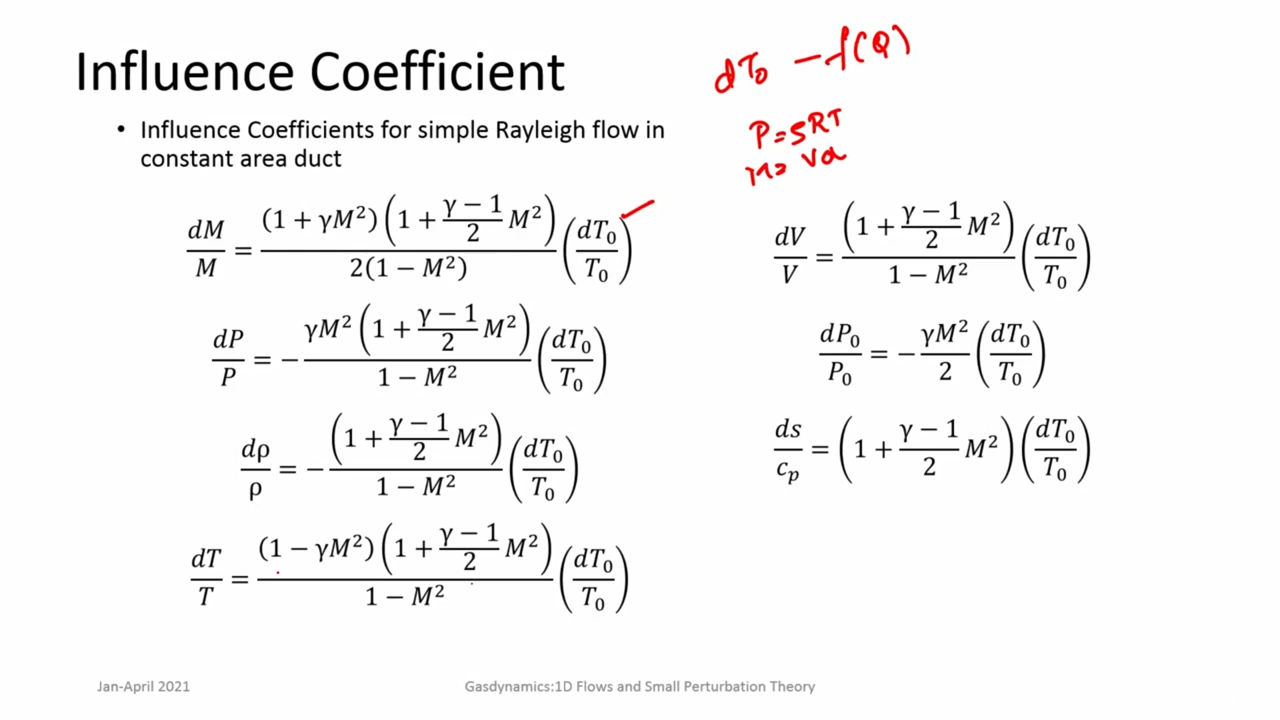 Influence Coefficient
dT₀ - f(Q)
P = ρRT
• Influence Coefficients for simple Rayleigh flow in
constant area duct
dM/M = (1 + γM²)(1 + (γ − 1)/2 M²) / 2(1 − M²) (dT₀/T₀)
dV/V = (1 + (γ − 1)/2 M²) / (1 − M²) (dT₀/T₀)
dP/P = − γM²(1 + (γ − 1)/2 M²) / (1 − M²) (dT₀/T₀)
dP₀/P₀ = − γM²/2 (dT₀/T₀)
dρ/ρ = − (1 + (γ − 1)/2 M²) / (1 − M²) (dT₀/T₀)
ds/cₚ = (1 + (γ − 1)/2 M²)(dT₀/T₀)
dT/T = (1 − γM²)(1 + (γ − 1)/2 M²) / (1 − M²) (dT₀/T₀)
Jan-April 2021
Gasdynamics:1D Flows and Small Perturbation Theory